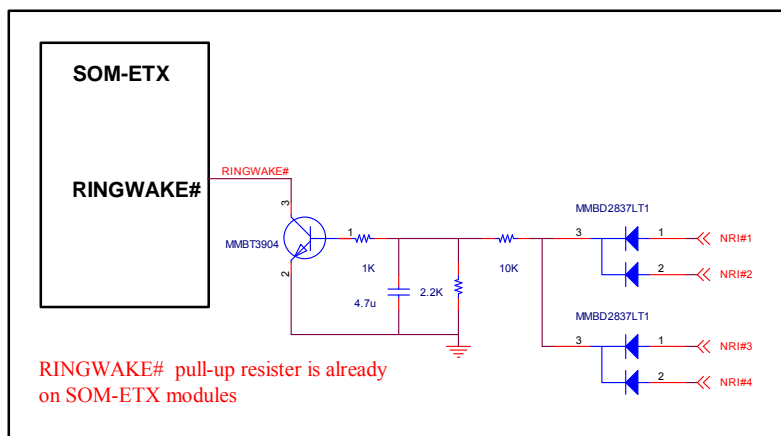 SOM-ETX
RINGWAKE#
RINGWAKE#
3
MMBT3904
2
1
1K
4.7u
2.2K
10K
MMBD2837LT1
3
1
NRI#1
2
NRI#2
MMBD2837LT1
3
1
NRI#3
2
NRI#4
RINGWAKE# pull-up resister is already
on SOM-ETX modules